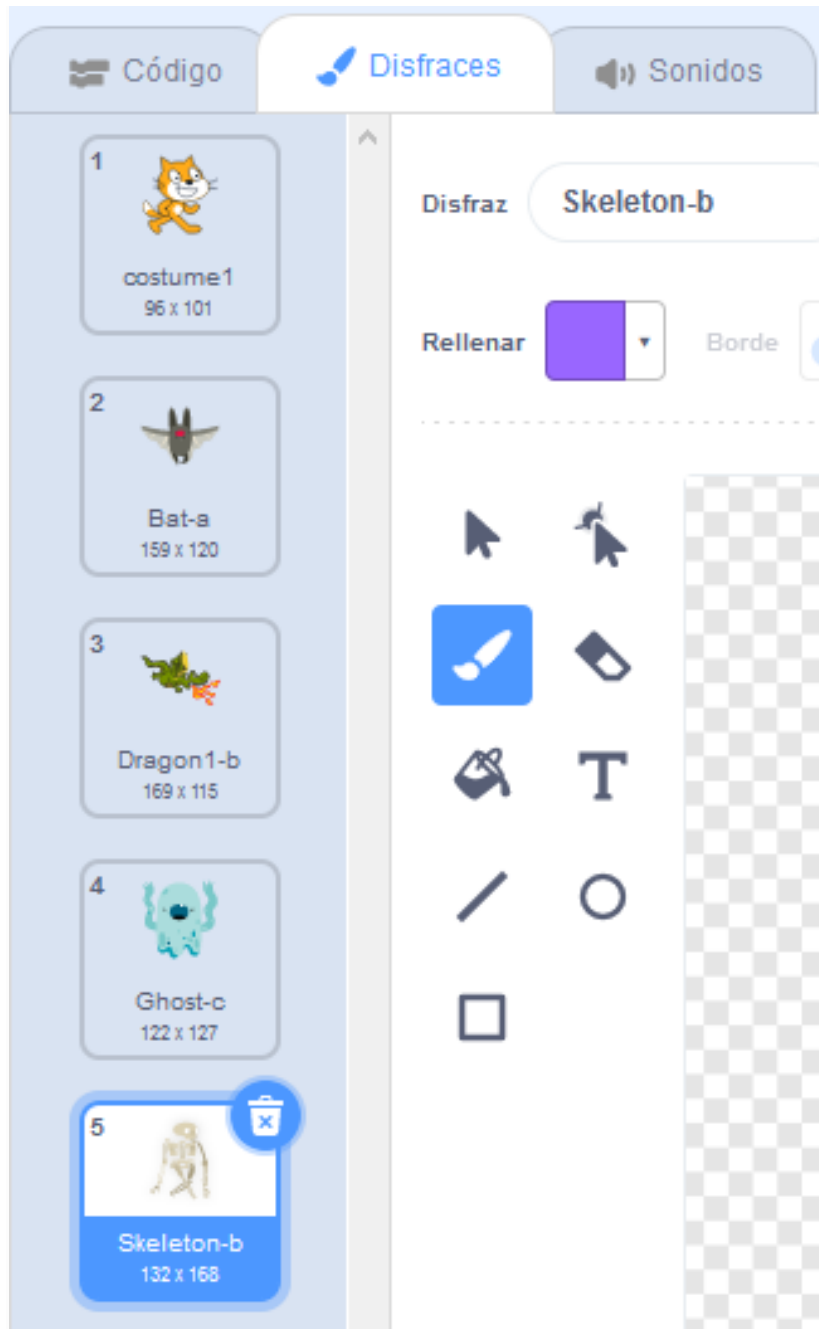 Código
Disfraces
Sonidos
1
costume1
96 x 101
2
Bat-a
159 x 120
3
Dragon1-b
169 x 115
4
Ghost-c
122 x 127
5
Skeleton-b
132 x 168
Disfraz
Skeleton-b
Rellenar
Borde
T